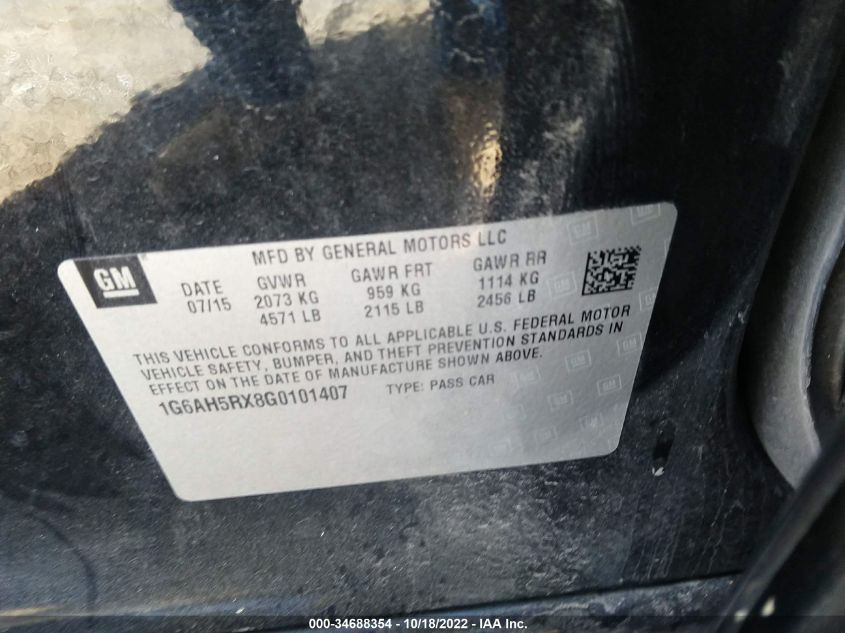 MFD BY GENERAL MOTORS LLC
GM
DATE GVWR GAWR FRT GAWR RR
07/15 2073 KG 959 KG 1114 KG
4571 LB 2115 LB 2456 LB
THIS VEHICLE CONFORMS TO ALL APPLICABLE U.S. FEDERAL MOTOR
VEHICLE SAFETY, BUMPER, AND THEFT PREVENTION STANDARDS IN
EFFECT ON THE DATE OF MANUFACTURE SHOWN ABOVE.
1G6AH5RX8G0101407 TYPE: PASS CAR
000-34688354 - 10/18/2022 - IAA Inc.